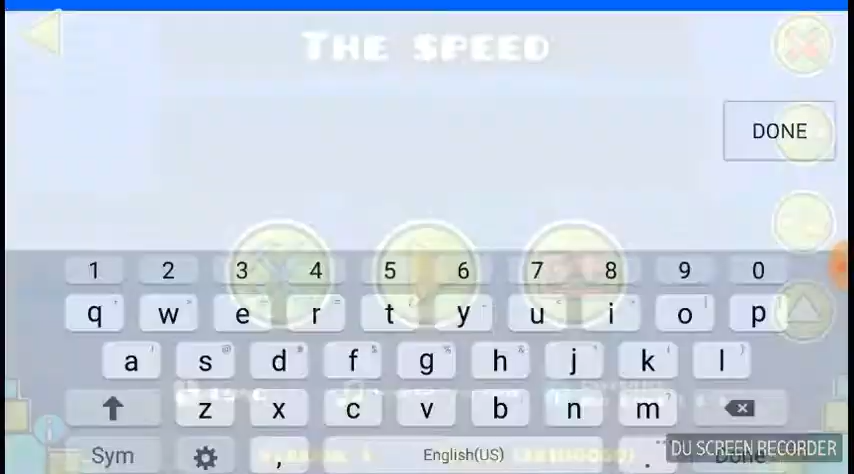 THE SPEED
DONE
1 2 3 4 5 6 7 8 9 0
q w e r t y u i o p
a s d f g h j k l
z x c v b n m
Sym , English(US) . Done
DU SCREEN RECORDER